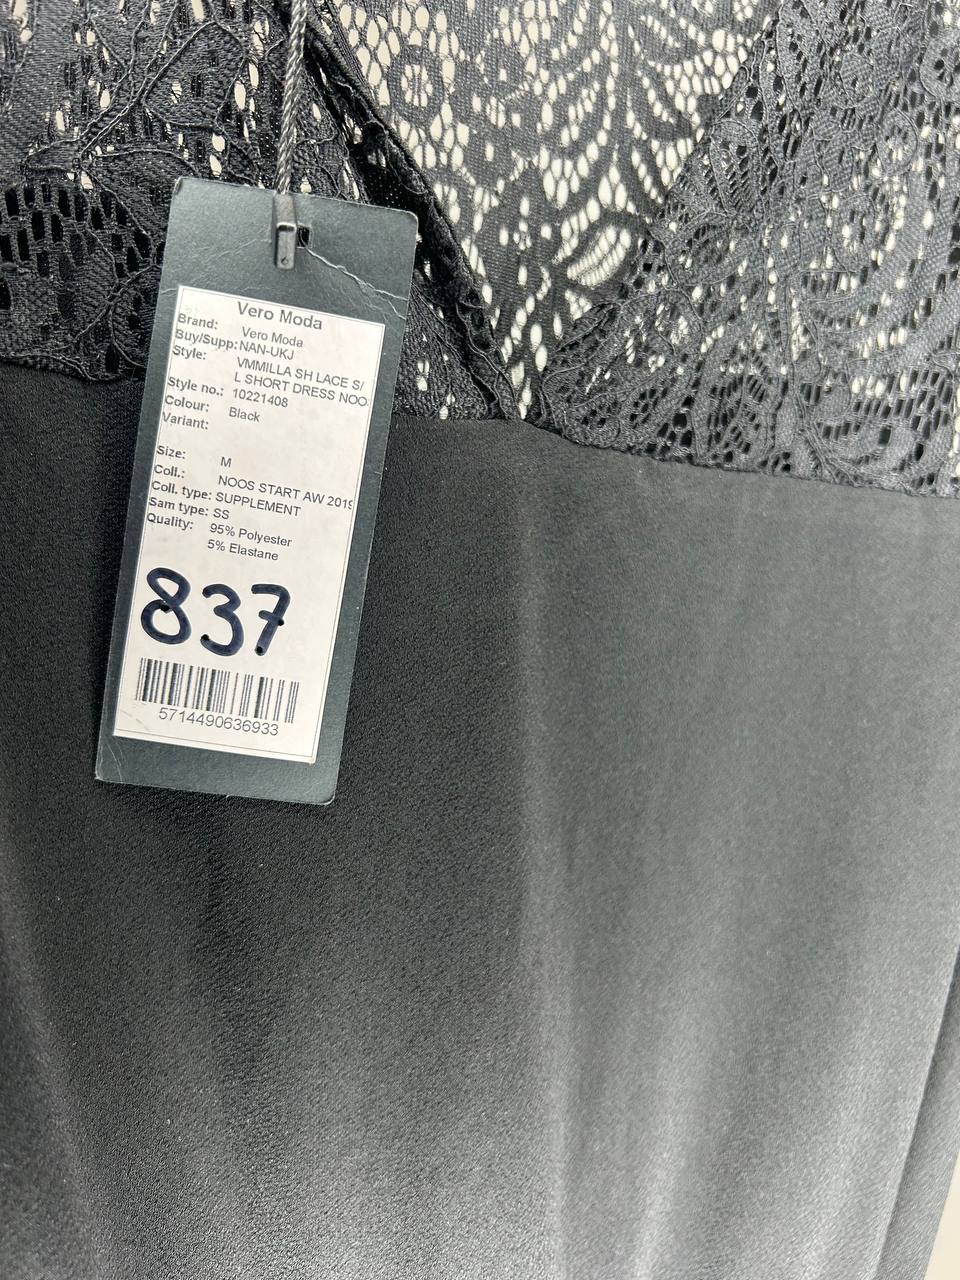 Vero Moda
Brand: Vero Moda
Buy/Supp: NAN-UKJ
Style: VMMILLA SH LACE S/
L SHORT DRESS NOO
Style no.: 10221408
Colour: Black
Variant:
Size: M
Coll.: NOOS START AW 2019
Coll. type: SUPPLEMENT
Sam type: SS
Quality: 95% Polyester
5% Elastane
837
5714490636933